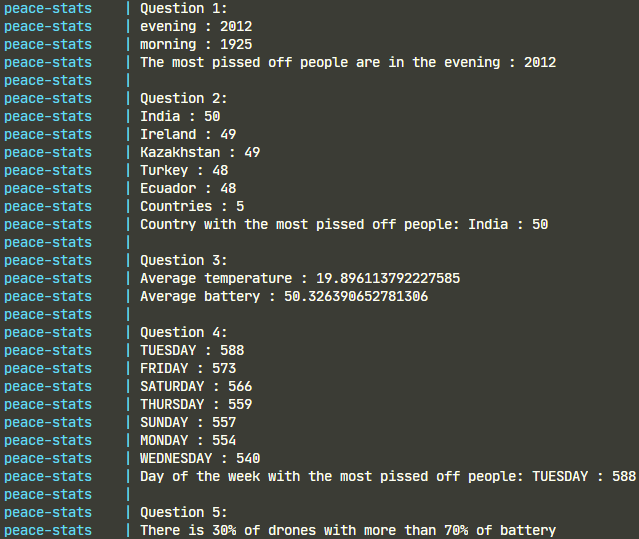 peace-stats | Question 1:
peace-stats | evening : 2012
peace-stats | morning : 1925
peace-stats | The most pissed off people are in the evening : 2012
peace-stats |
peace-stats | Question 2:
peace-stats | India : 50
peace-stats | Ireland : 49
peace-stats | Kazakhstan : 49
peace-stats | Turkey : 48
peace-stats | Ecuador : 48
peace-stats | Countries : 5
peace-stats | Country with the most pissed off people: India : 50
peace-stats |
peace-stats | Question 3:
peace-stats | Average temperature : 19.896113792227585
peace-stats | Average battery : 50.326390652781306
peace-stats |
peace-stats | Question 4:
peace-stats | TUESDAY : 588
peace-stats | FRIDAY : 573
peace-stats | SATURDAY : 566
peace-stats | THURSDAY : 559
peace-stats | SUNDAY : 557
peace-stats | MONDAY : 554
peace-stats | WEDNESDAY : 540
peace-stats | Day of the week with the most pissed off people: TUESDAY : 588
peace-stats |
peace-stats | Question 5:
peace-stats | There is 30% of drones with more than 70% of battery